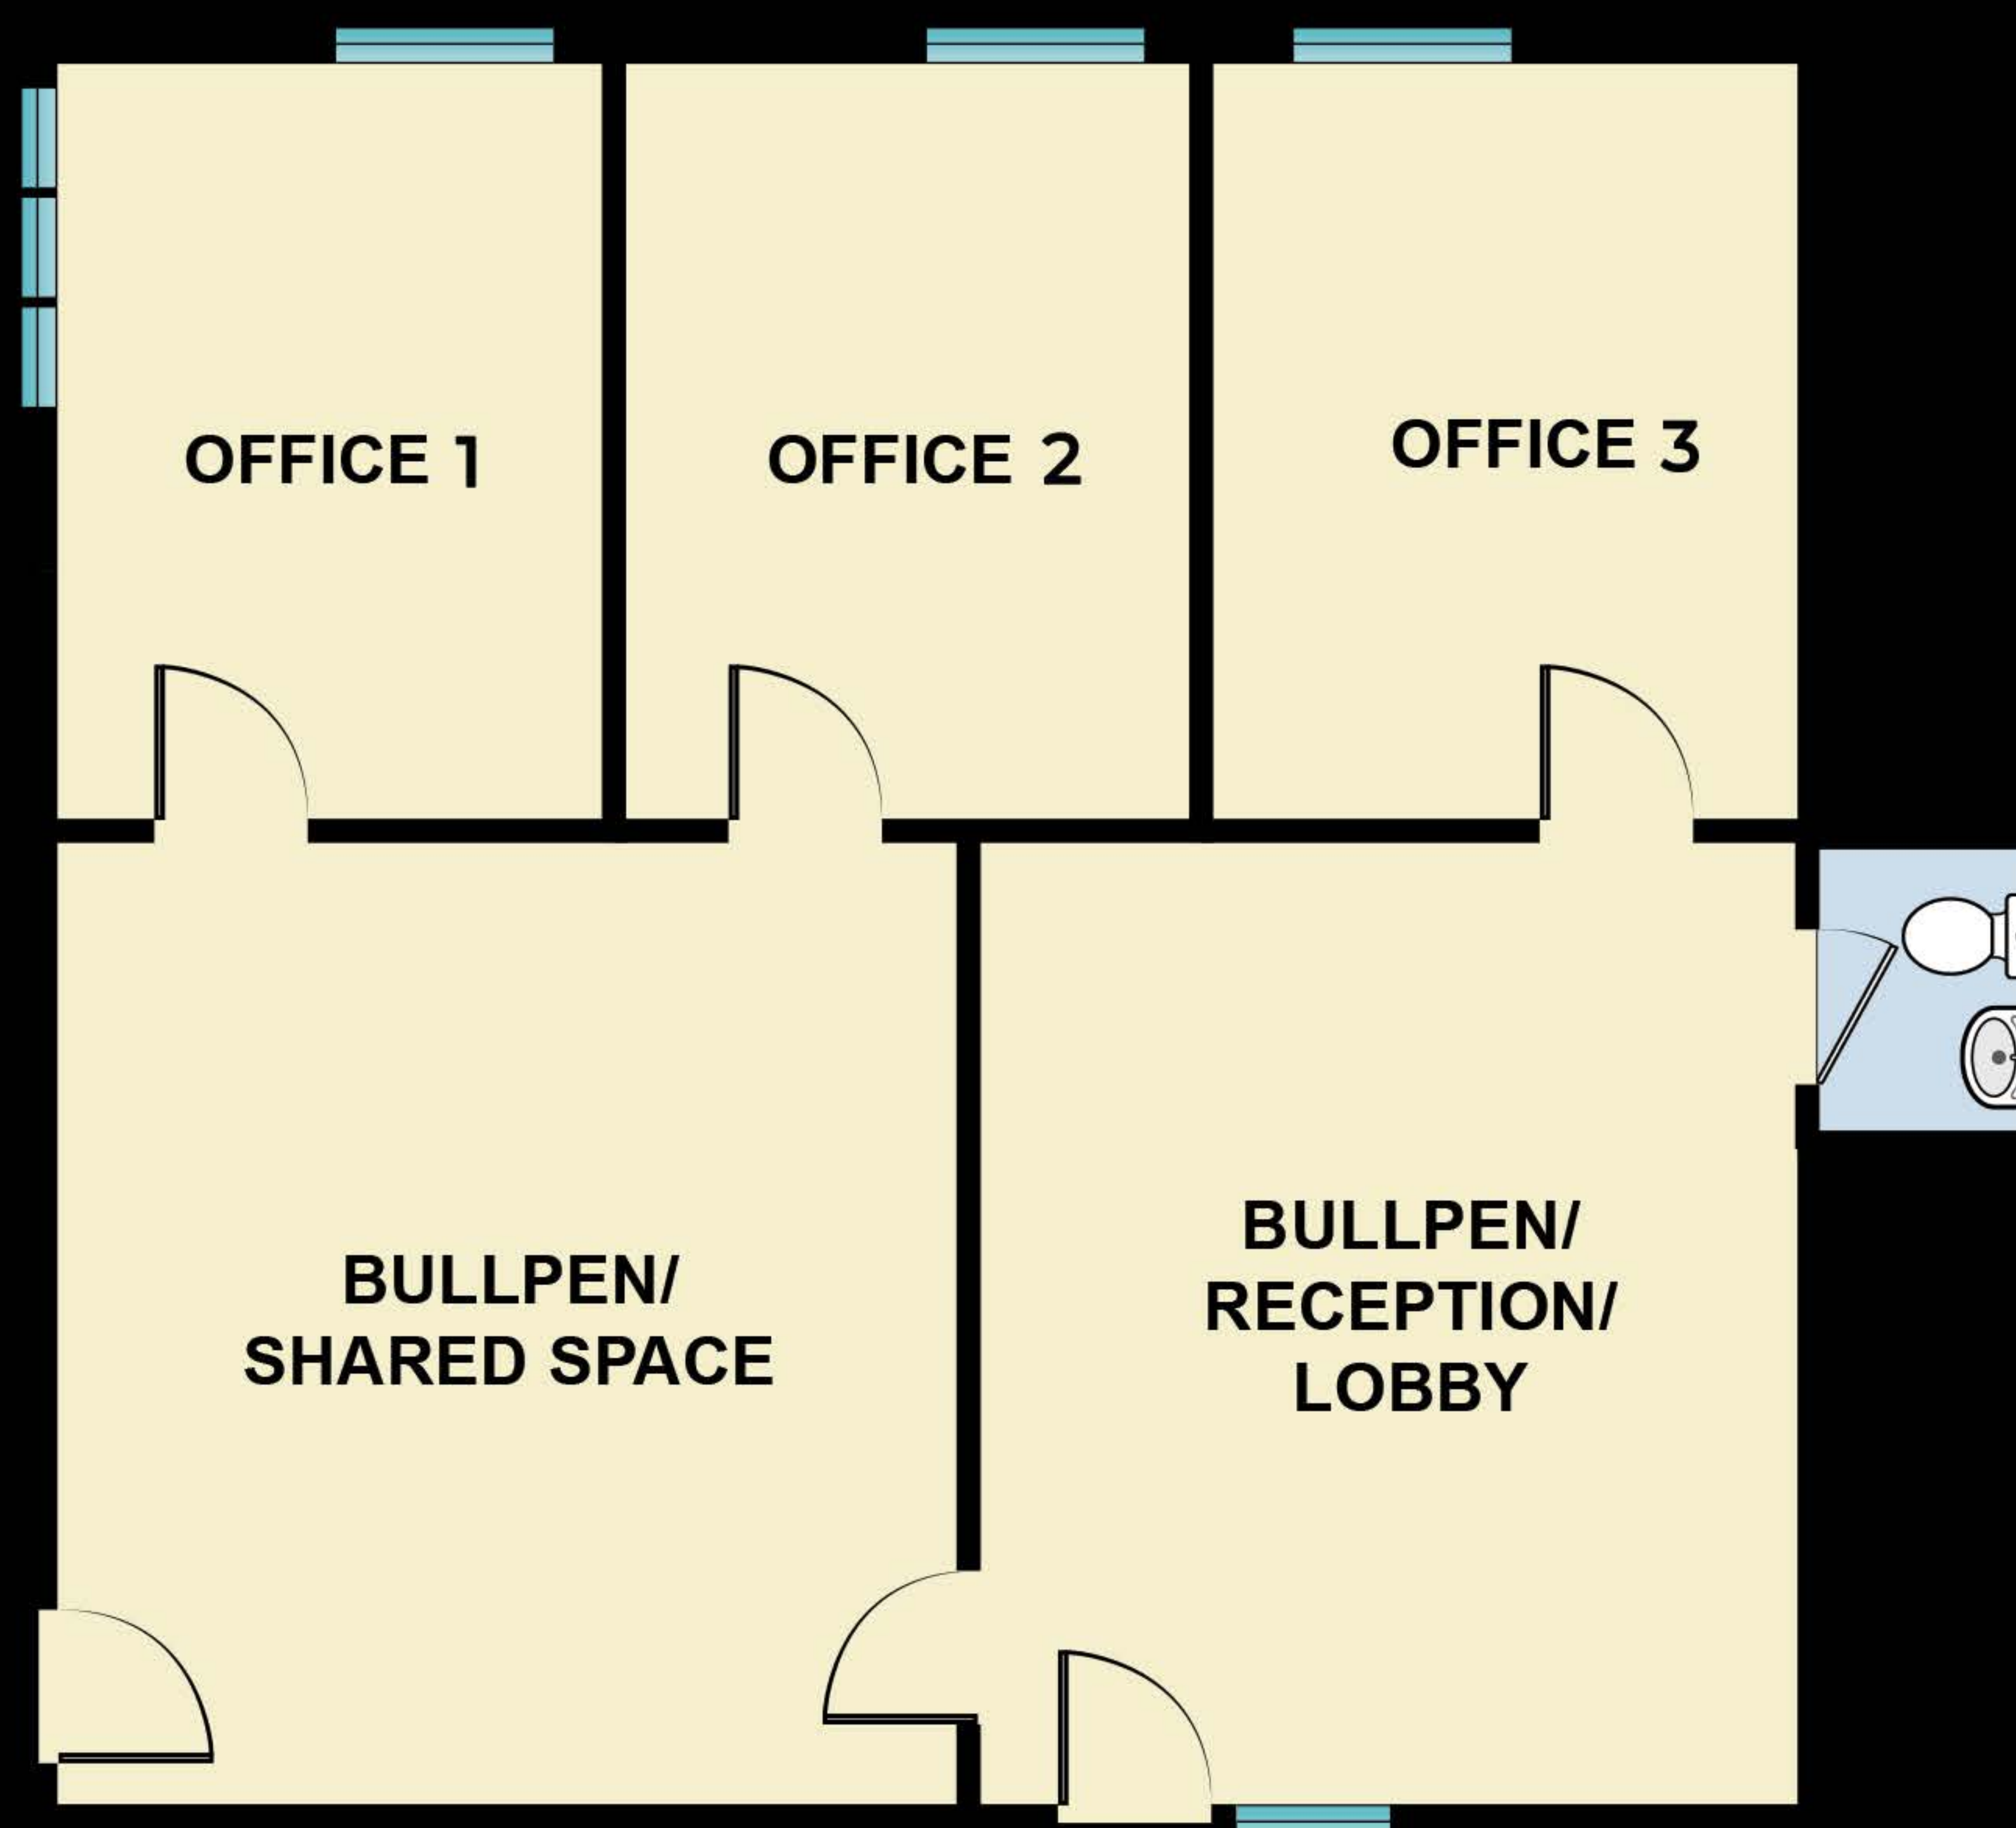 OFFICE 1
OFFICE 2
OFFICE 3
BULLPEN/
SHARED SPACE
BULLPEN/
RECEPTION/
LOBBY